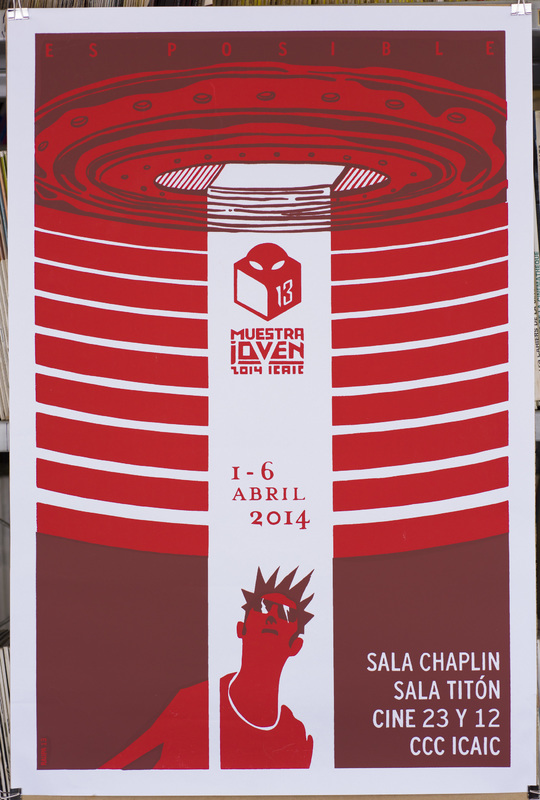 ES POSIBLE
13
MUESTRA
JOVEN
2014 ICAIC
1-6
ABRIL
2014
SALA CHAPLIN
SALA TITÓN
CINE 23 Y 12
CCC ICAIC